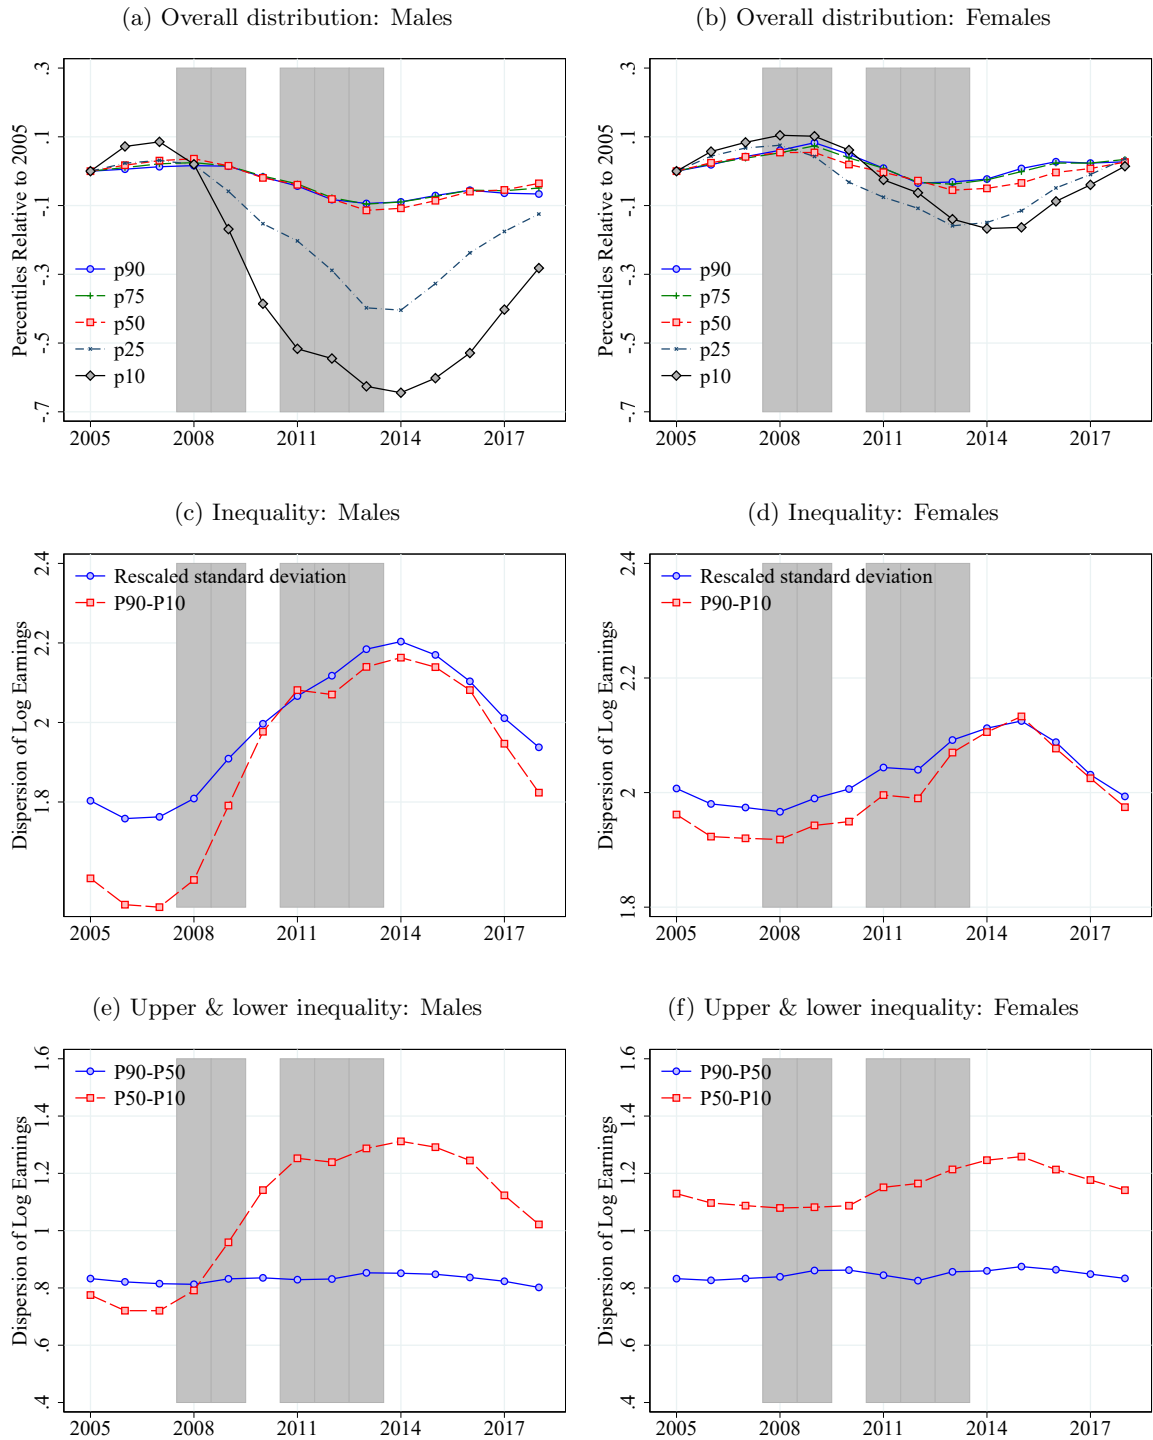 (a) Overall distribution: Males
Percentiles Relative to 2005
.3
.1
-.1
-.3
-.5
-.7
p90
p75
p50
p25
p10
2005 2008 2011 2014 2017
(b) Overall distribution: Females
Percentiles Relative to 2005
.3
.1
-.1
-.3
-.5
-.7
p90
p75
p50
p25
p10
2005 2008 2011 2014 2017
(c) Inequality: Males
Dispersion of Log Earnings
2.4
2.2
2
1.8
Rescaled standard deviation
P90-P10
2005 2008 2011 2014 2017
(d) Inequality: Females
Dispersion of Log Earnings
2.4
2.2
2
1.8
Rescaled standard deviation
P90-P10
2005 2008 2011 2014 2017
(e) Upper & lower inequality: Males
Dispersion of Log Earnings
1.6
1.4
1.2
1
.8
.6
.4
P90-P50
P50-P10
2005 2008 2011 2014 2017
(f) Upper & lower inequality: Females
Dispersion of Log Earnings
1.6
1.4
1.2
1
.8
.6
.4
P90-P50
P50-P10
2005 2008 2011 2014 2017